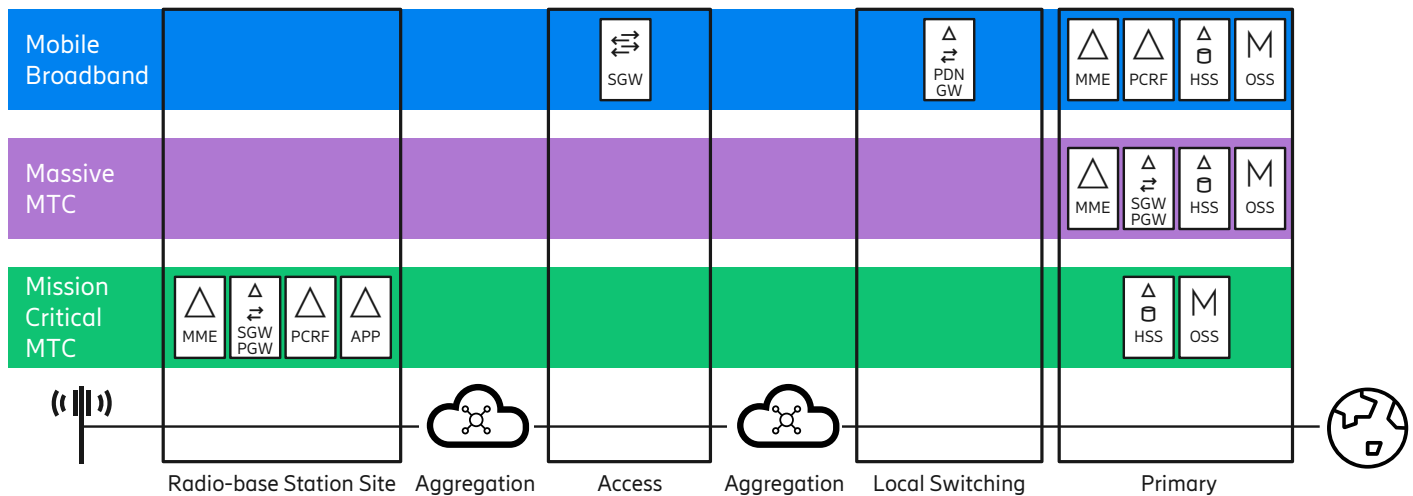 Mobile
Broadband
SGW
PDN
GW
MME
PCRF
HSS
OSS
Massive
MTC
MME
SGW
PGW
HSS
OSS
Mission
Critical
MTC
MME
SGW
PGW
PCRF
APP
HSS
OSS
Radio-base Station Site
Aggregation
Access
Aggregation
Local Switching
Primary